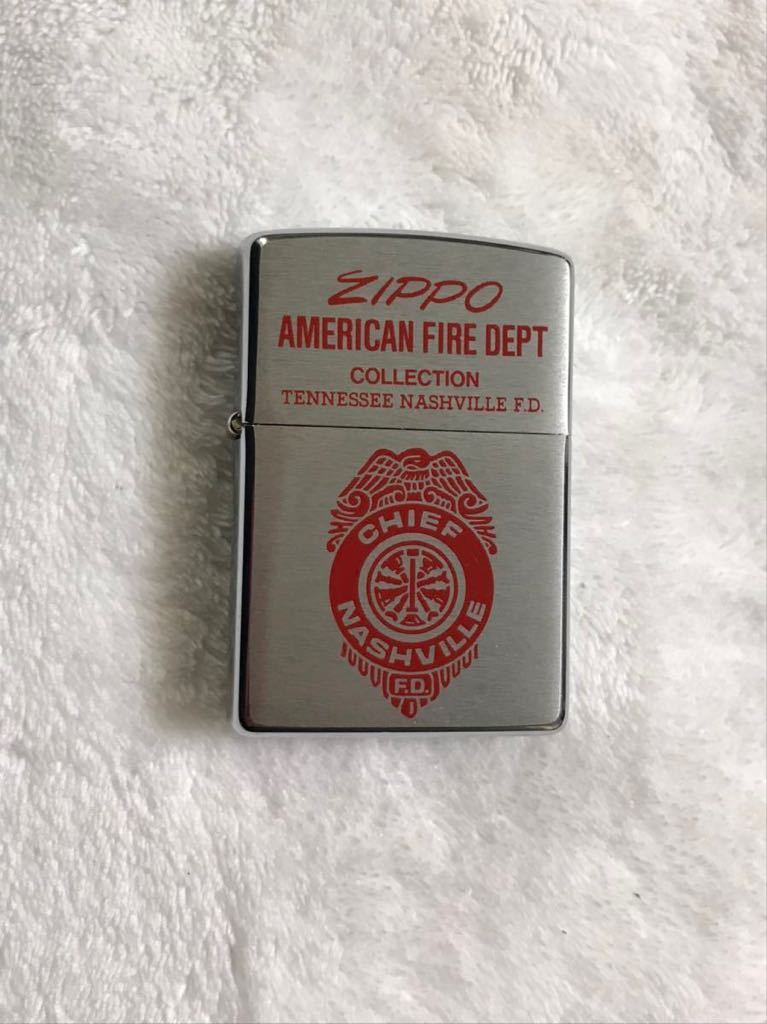 ZIPPO
AMERICAN FIRE DEPT
COLLECTION
TENNESSEE NASHVILLE F.D.
CHIEF
NASHVILLE
F.D.